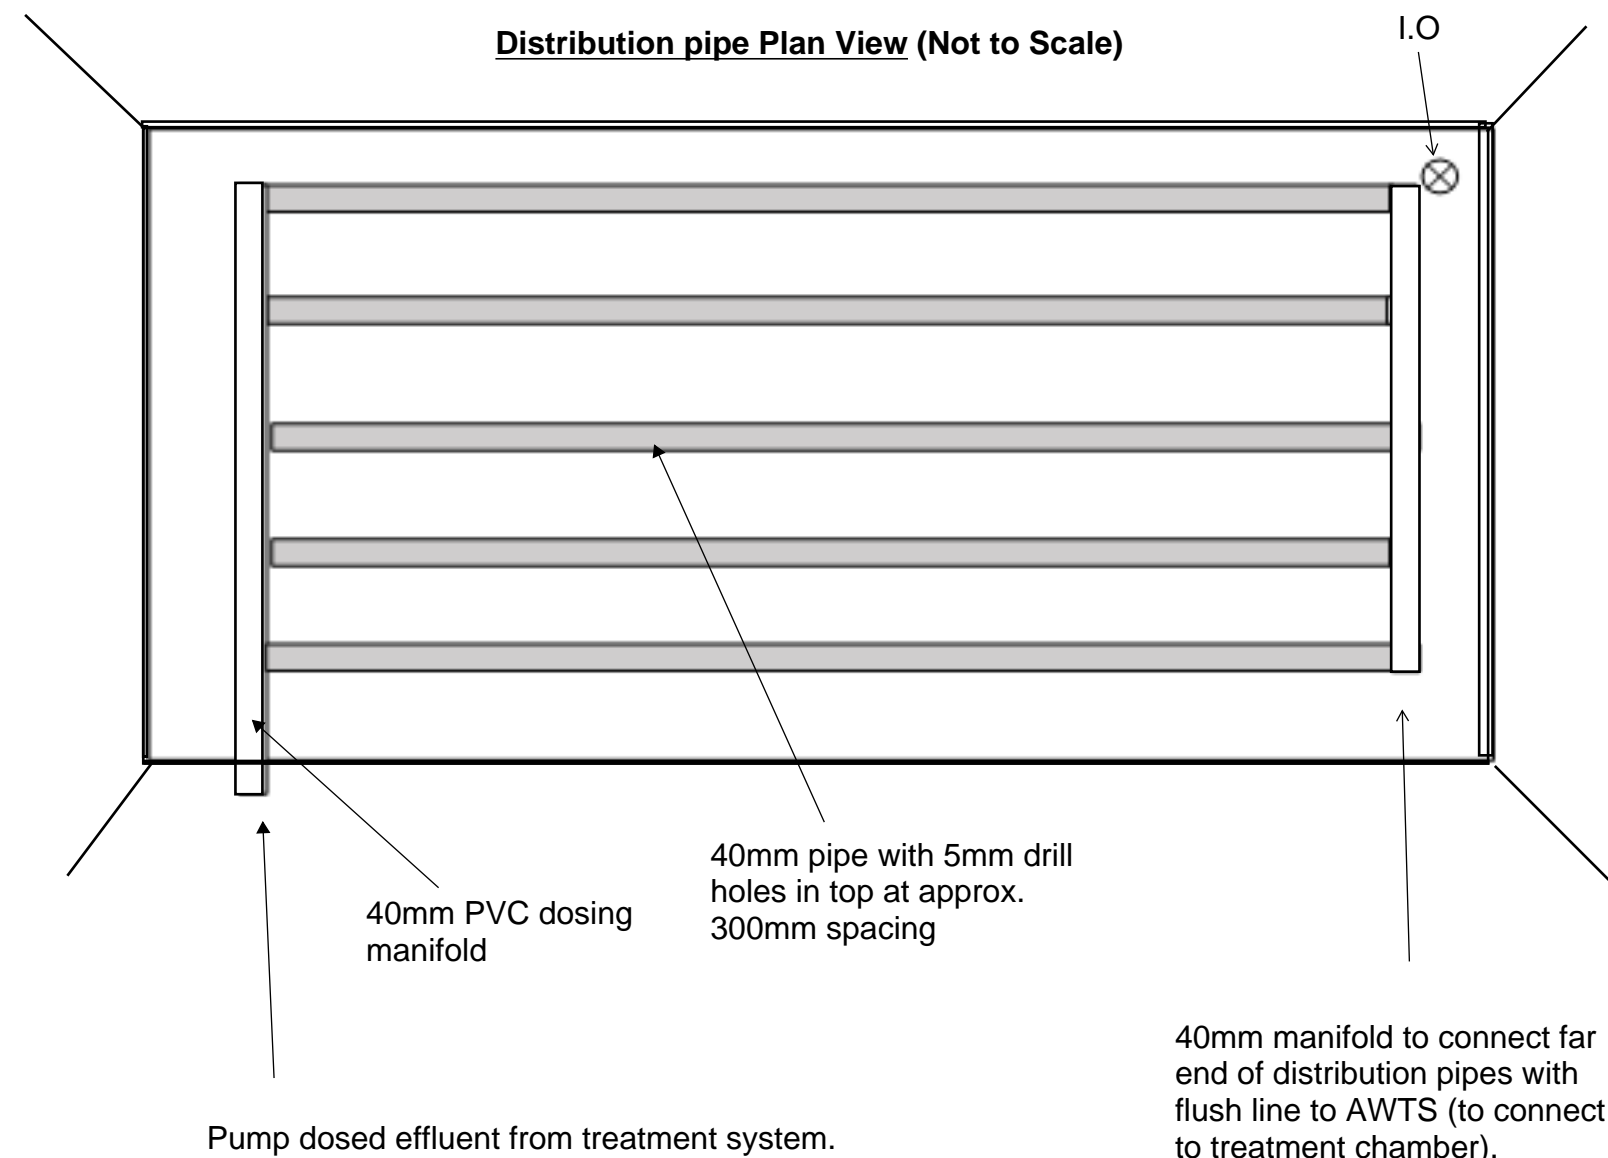 Distribution pipe Plan View (Not to Scale)
I.O
40mm pipe with 5mm drill
holes in top at approx.
300mm spacing
40mm PVC dosing
manifold
40mm manifold to connect far
end of distribution pipes with
flush line to AWTS (to connect
to treatment chamber).
Pump dosed effluent from treatment system.